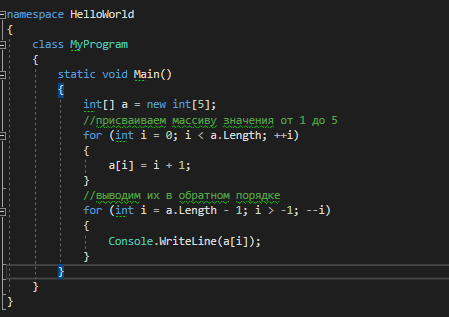 namespace HelloWorld
{
class MyProgram
{
static void Main()
{
int[] a = new int[5];
//присваиваем массиву значения от 1 до 5
for (int i = 0; i < a.Length; ++i)
{
a[i] = i + 1;
}
//выводим их в обратном порядке
for (int i = a.Length - 1; i > -1; --i)
{
Console.WriteLine(a[i]);
}
}
}
}